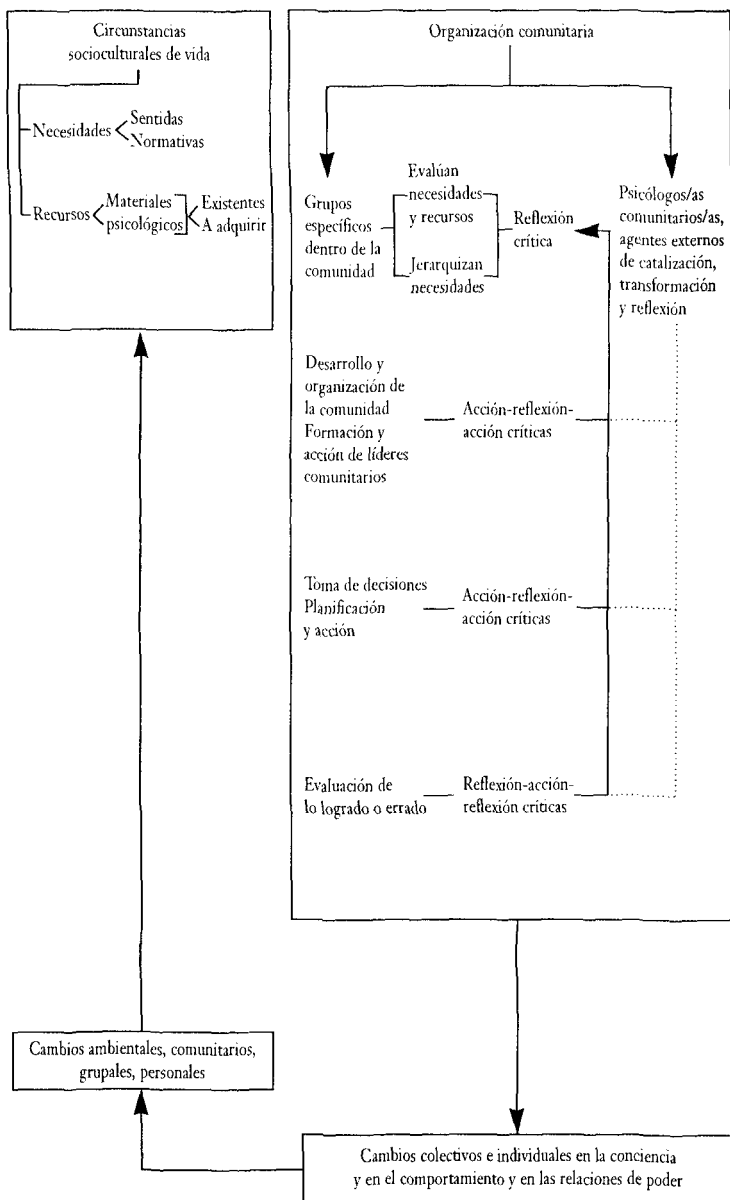 Circunstancias
socioculturales de vida
Necesidades
Sentidas
Normativas
Recursos
Materiales
psicológicos
Existentes
A adquirir
Organización comunitaria
Grupos
específicos
dentro de la
comunidad
Evalúan
necesidades
y recursos
Jerarquizan
necesidades
Reflexión
crítica
Psicólogos/as
comunitarios/as,
agentes externos
de catalización,
transformación
y reflexión
Desarrollo y
organización de
la comunidad
Formación y
acción de líderes
comunitarios
Acción-reflexión-
acción críticas
Toma de decisiones
Planificación
y acción
Acción-reflexión-
acción críticas
Evaluación de
lo logrado o errado
Reflexión-acción-
reflexión críticas
Cambios ambientales, comunitarios,
grupales, personales
Cambios colectivos e individuales en la conciencia
y en el comportamiento y en las relaciones de poder